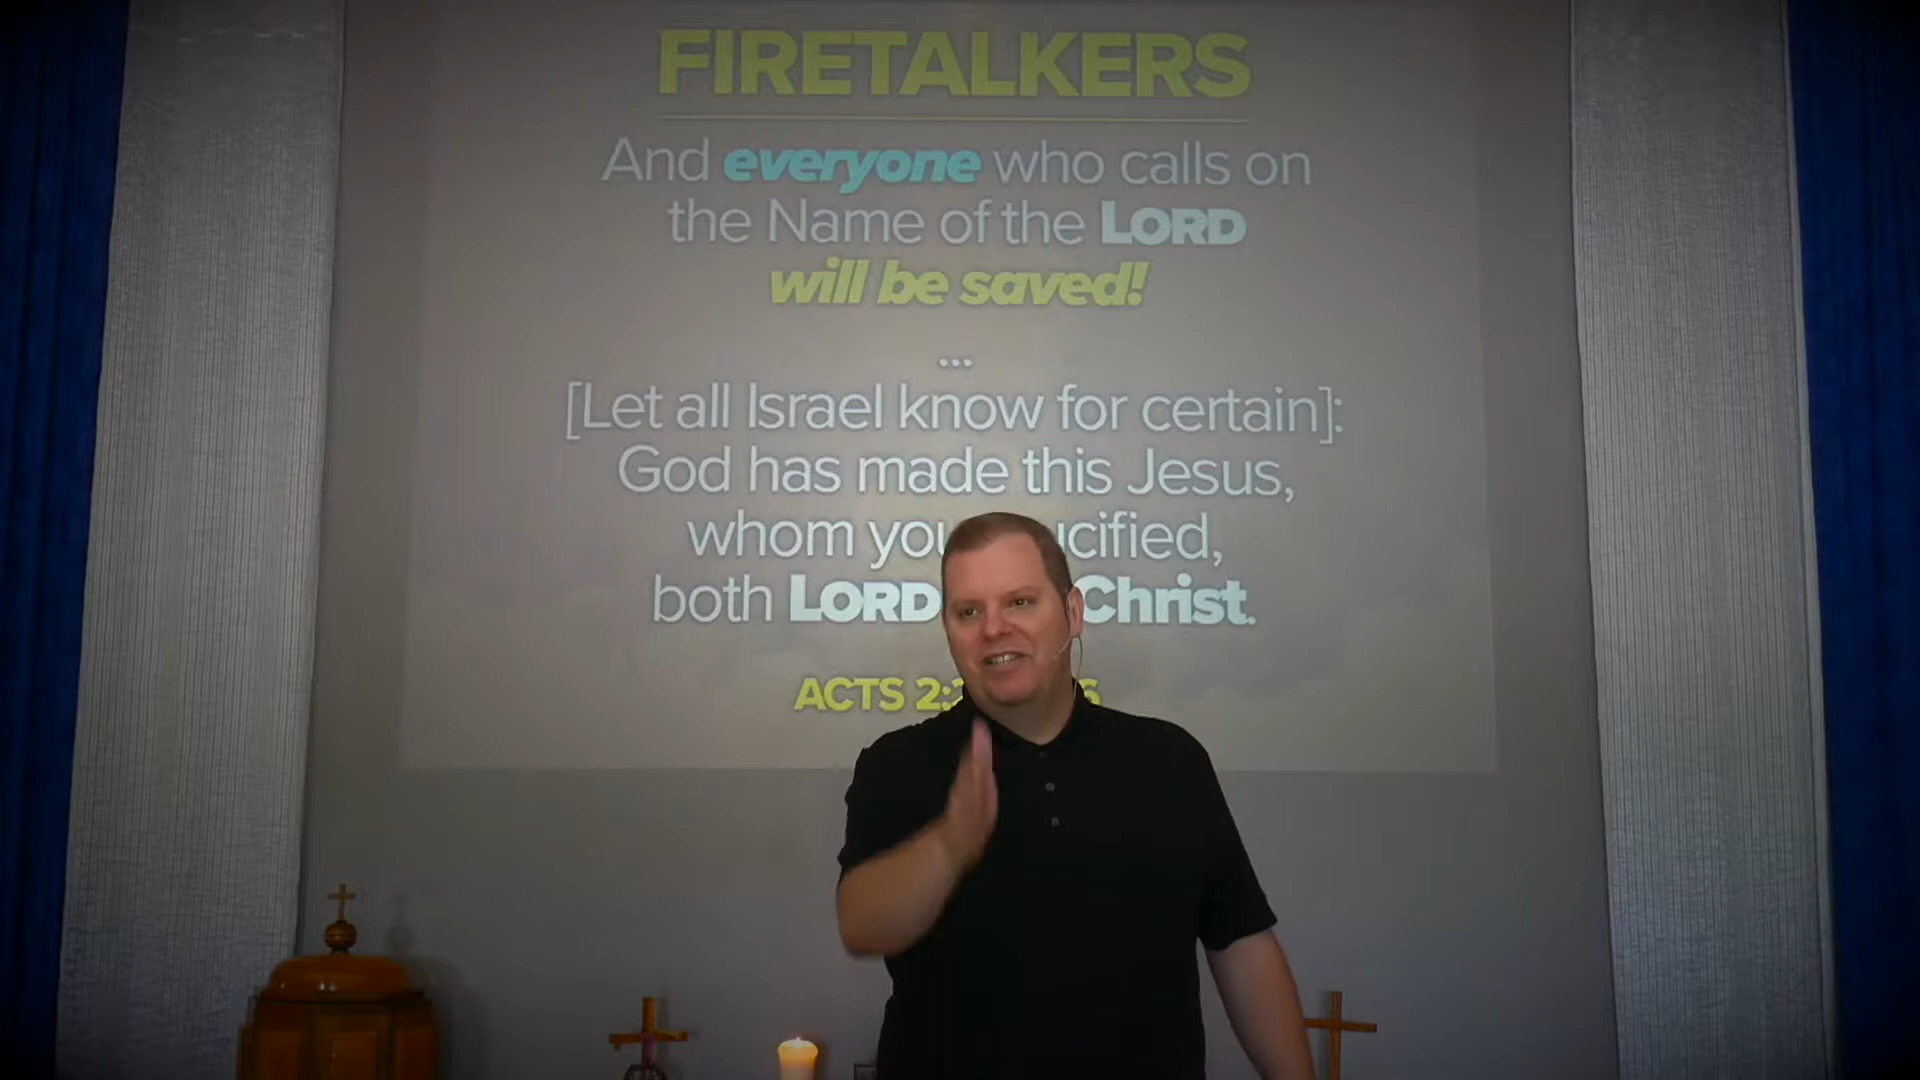 FIRETALKERS
And everyone who calls on
the Name of the LORD
will be saved!
...
[Let all Israel know for certain]:
God has made this Jesus,
whom
both LORD Christ.
ACTS